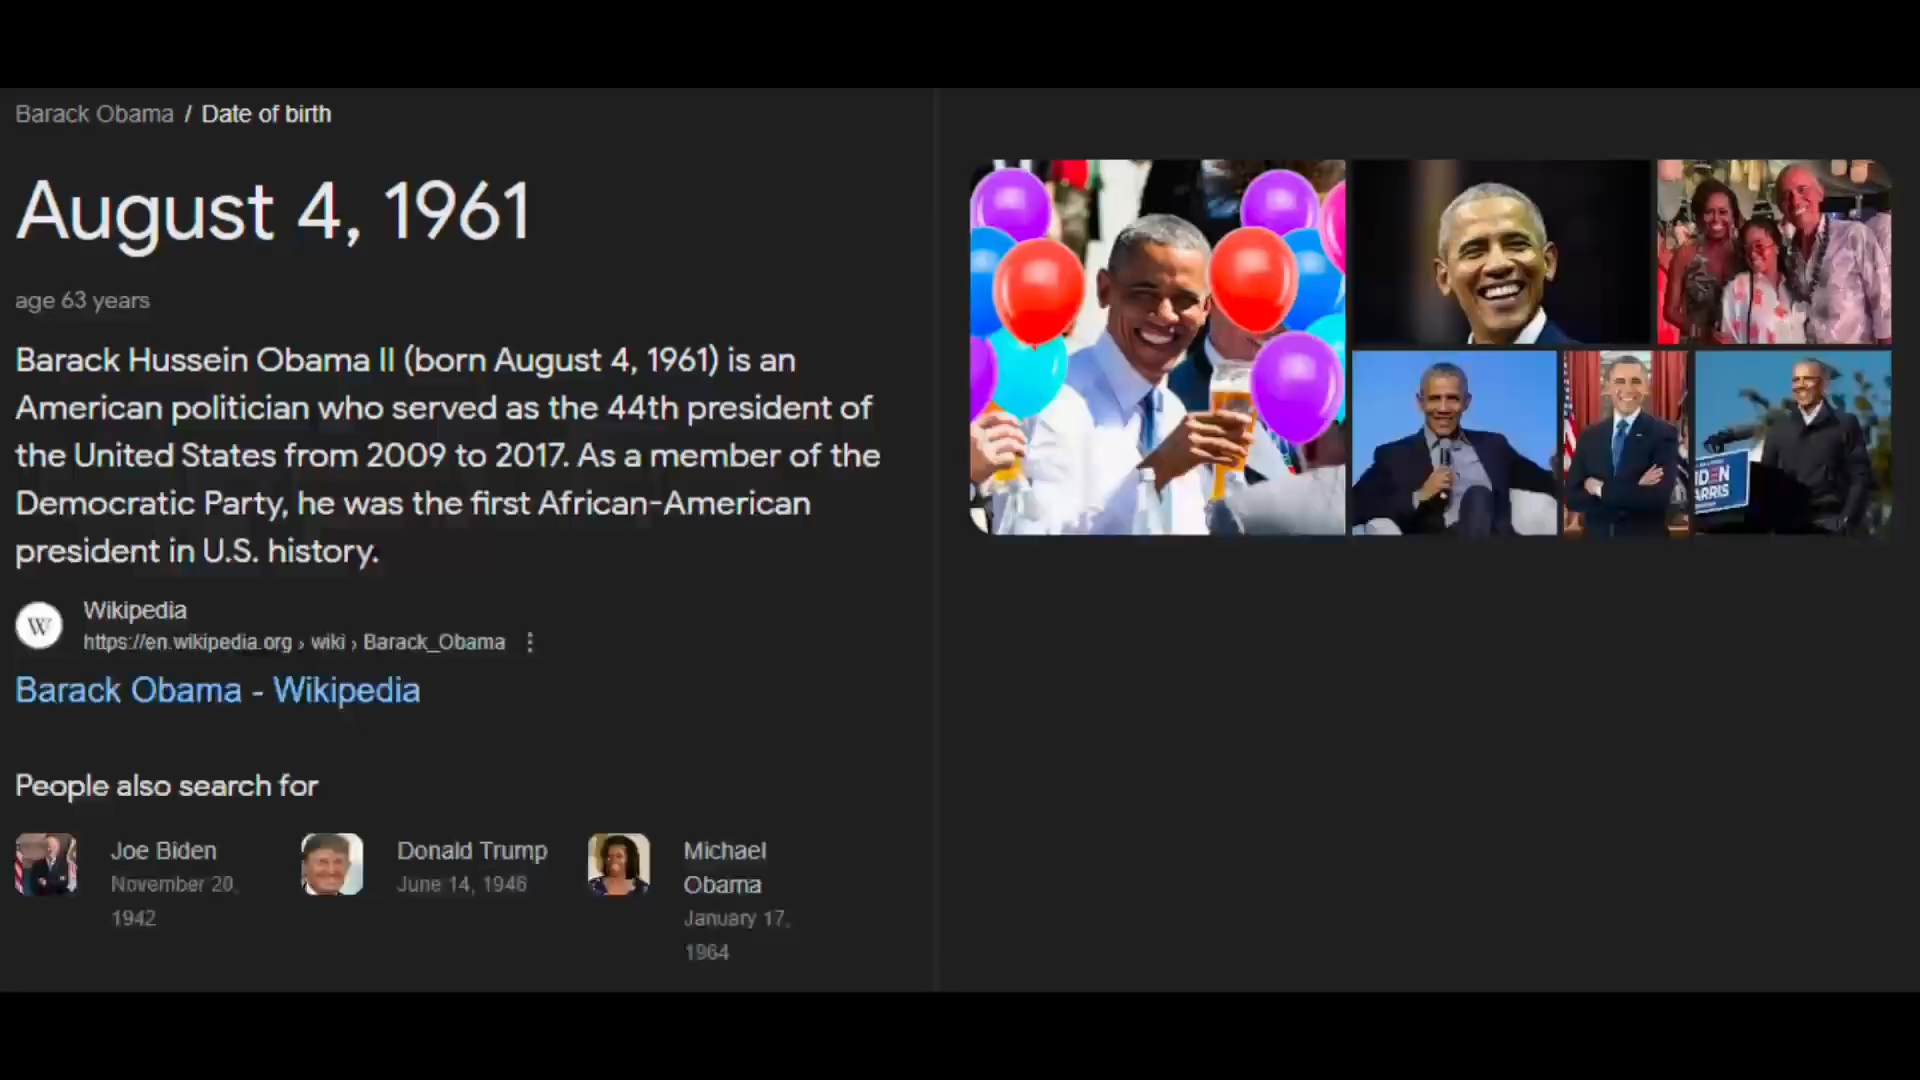 Barack Obama / Date of birth
August 4, 1961
age 63 years
Barack Hussein Obama II (born August 4, 1961) is an
American politician who served as the 44th president of
the United States from 2009 to 2017. As a member of the
Democratic Party, he was the first African-American
president in U.S. history.
W
Wikipedia
https://en.wikipedia.org › wiki › Barack_Obama
Barack Obama - Wikipedia
People also search for
Joe Biden
November 20,
1942
Donald Trump
June 14, 1946
Michael
Obama
January 17,
1964
IDEN
ARRIS